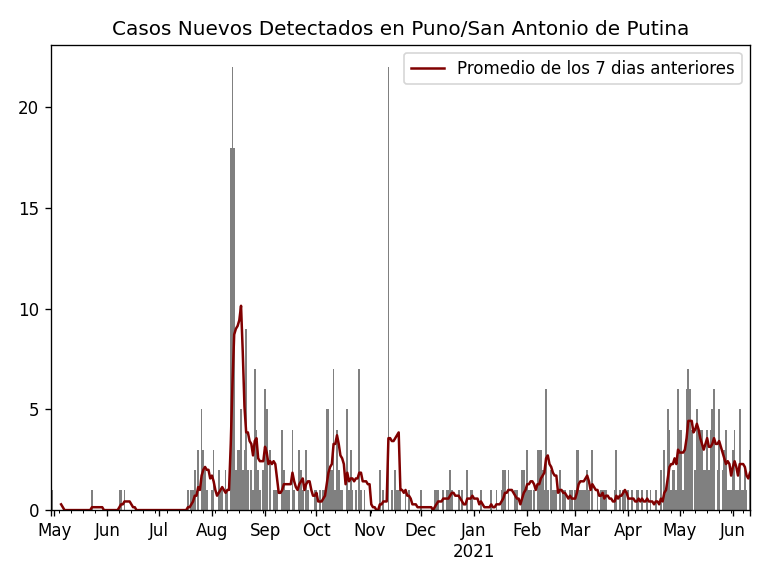 Casos Nuevos Detectados en Puno/San Antonio de Putina
Promedio de los 7 dias anteriores
20
15
10
5
0
May Jun Jul Aug Sep Oct Nov Dec Jan Feb Mar Apr May Jun
2021